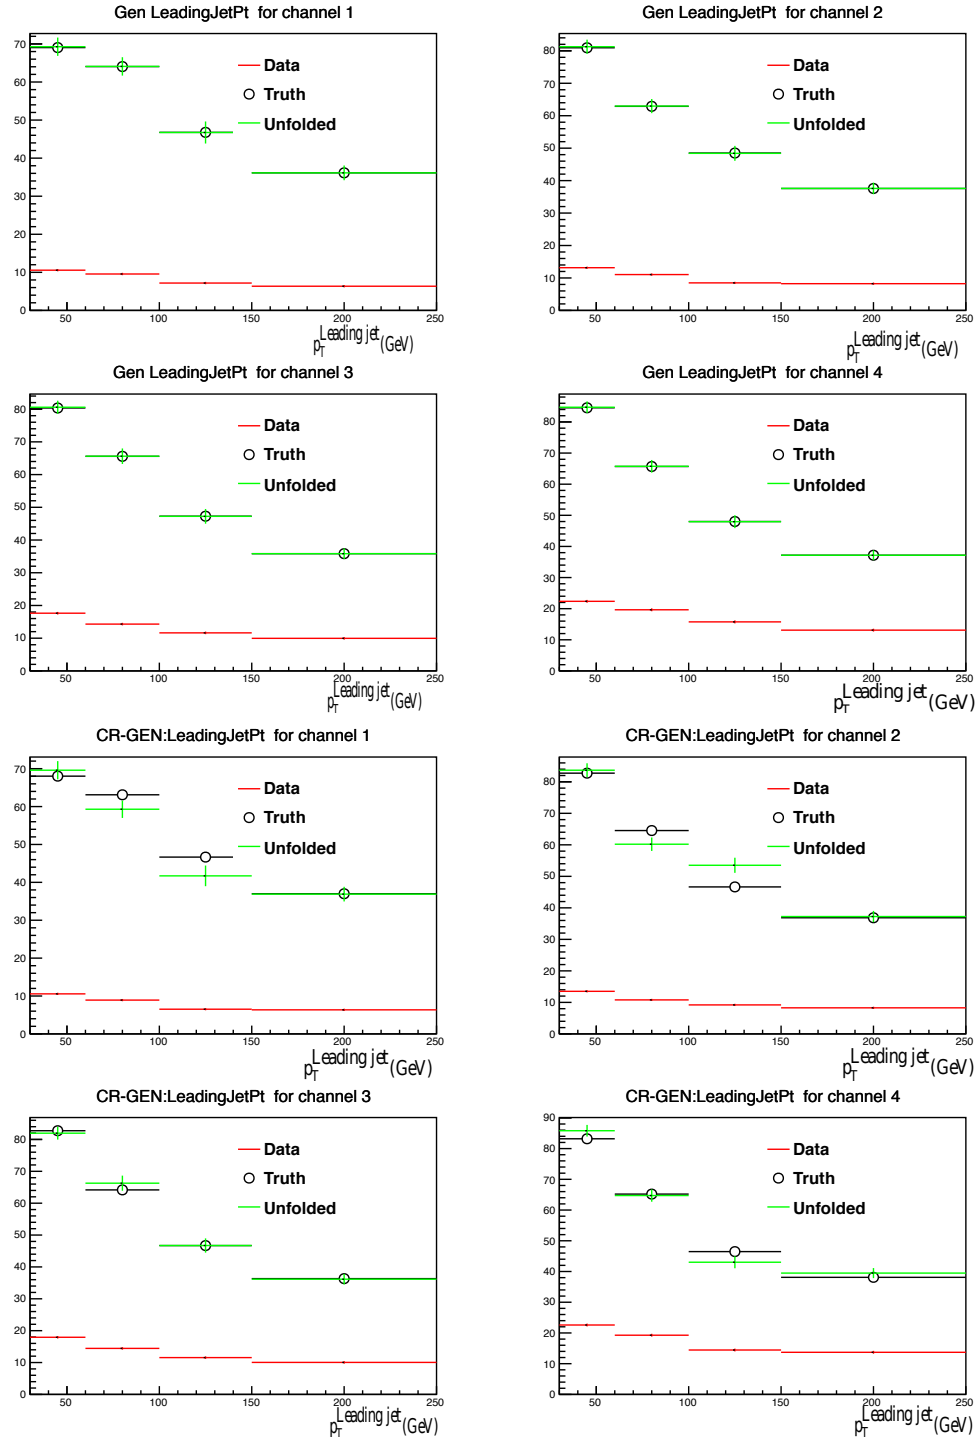 Gen LeadingJetPt for channel 1
70
60
50
40
30
20
10
0
Data
Truth
Unfolded
50 100 150 200 250
p_T^Leading jet (GeV)
Gen LeadingJetPt for channel 2
80
70
60
50
40
30
20
10
0
Data
Truth
Unfolded
50 100 150 200 250
p_T^Leading jet (GeV)
Gen LeadingJetPt for channel 3
80
70
60
50
40
30
20
10
0
Data
Truth
Unfolded
50 100 150 200 250
p_T^Leading jet (GeV)
Gen LeadingJetPt for channel 4
80
70
60
50
40
30
20
10
0
Data
Truth
Unfolded
50 100 150 200 250
p_T^Leading jet (GeV)
CR-GEN:LeadingJetPt for channel 1
70
60
50
40
30
20
10
0
Data
Truth
Unfolded
50 100 150 200 250
p_T^Leading jet (GeV)
CR-GEN:LeadingJetPt for channel 2
80
70
60
50
40
30
20
10
0
Data
Truth
Unfolded
50 100 150 200 250
p_T^Leading jet (GeV)
CR-GEN:LeadingJetPt for channel 3
80
70
60
50
40
30
20
10
0
Data
Truth
Unfolded
50 100 150 200 250
p_T^Leading jet (GeV)
CR-GEN:LeadingJetPt for channel 4
90
80
70
60
50
40
30
20
10
0
Data
Truth
Unfolded
50 100 150 200 250
p_T^Leading jet (GeV)